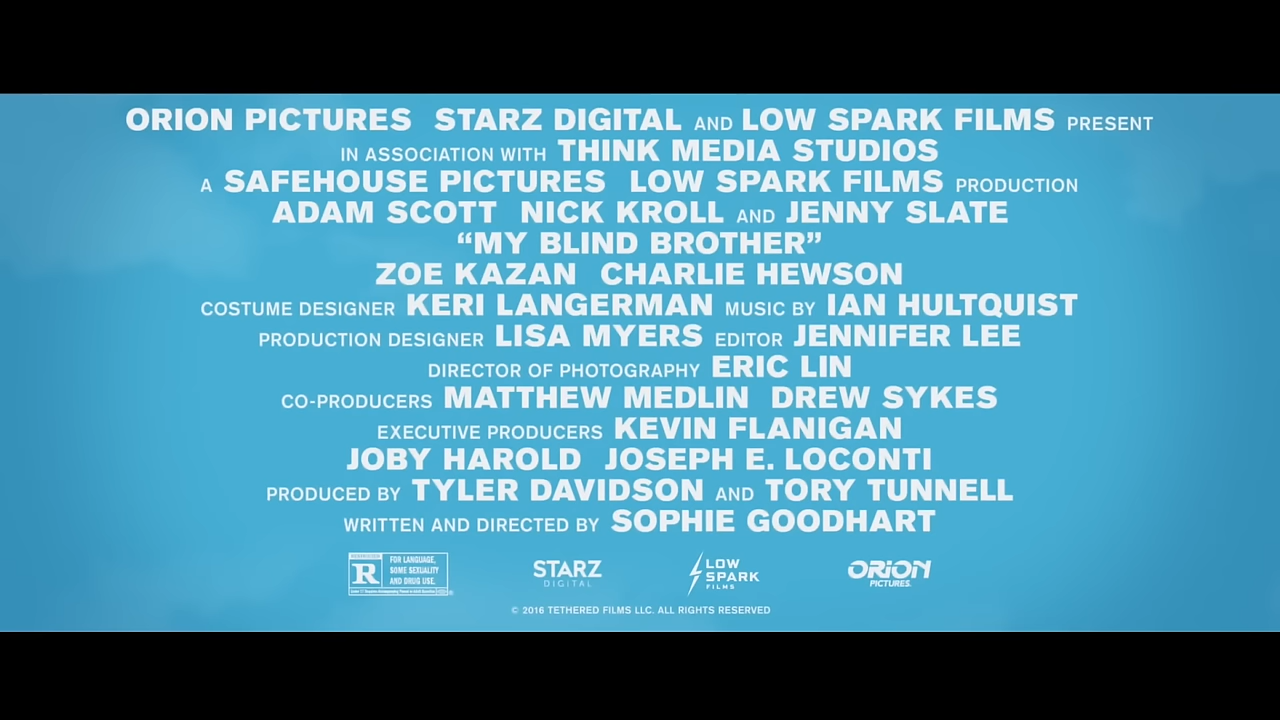 ORION PICTURES STARZ DIGITAL AND LOW SPARK FILMS PRESENT
IN ASSOCIATION WITH THINK MEDIA STUDIOS
A SAFEHOUSE PICTURES LOW SPARK FILMS PRODUCTION
ADAM SCOTT NICK KROLL AND JENNY SLATE
“MY BLIND BROTHER”
ZOE KAZAN CHARLIE HEWSON
COSTUME DESIGNER KERI LANGERMAN MUSIC BY IAN HULTQUIST
PRODUCTION DESIGNER LISA MYERS EDITOR JENNIFER LEE
DIRECTOR OF PHOTOGRAPHY ERIC LIN
CO-PRODUCERS MATTHEW MEDLIN DREW SYKES
EXECUTIVE PRODUCERS KEVIN FLANIGAN
JOBY HAROLD JOSEPH E. LOCONTI
PRODUCED BY TYLER DAVIDSON AND TORY TUNNELL
WRITTEN AND DIRECTED BY SOPHIE GOODHART
RESTRICTED
R
FOR LANGUAGE,
SOME SEXUALITY
AND DRUG USE.
STARZ
DIGITAL
LOW
SPARK
FILMS
ORION
PICTURES.
© 2016 TETHERED FILMS LLC. ALL RIGHTS RESERVED